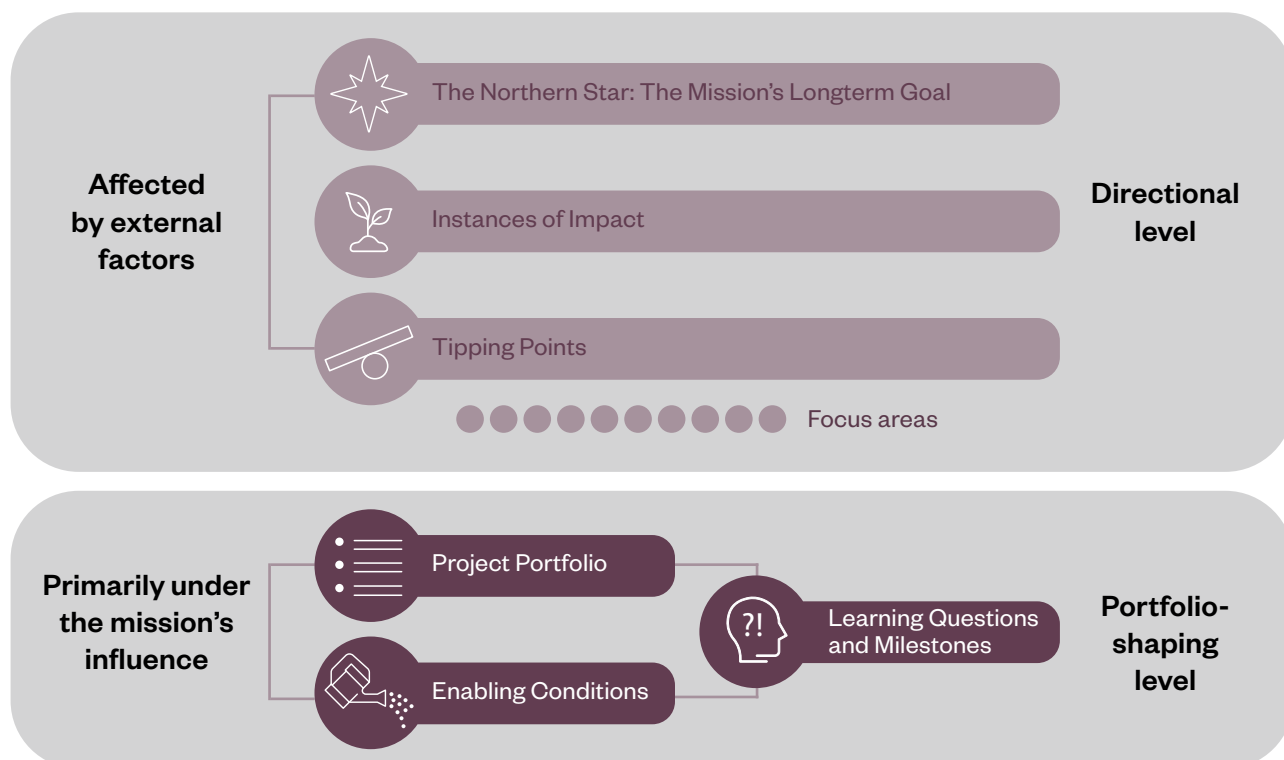 Affected
by external
factors
The Northern Star: The Mission’s Longterm Goal
Instances of Impact
Tipping Points
Focus areas
Directional
level
Primarily under
the mission’s
influence
Project Portfolio
Enabling Conditions
?!
Learning Questions
and Milestones
Portfolio-
shaping
level